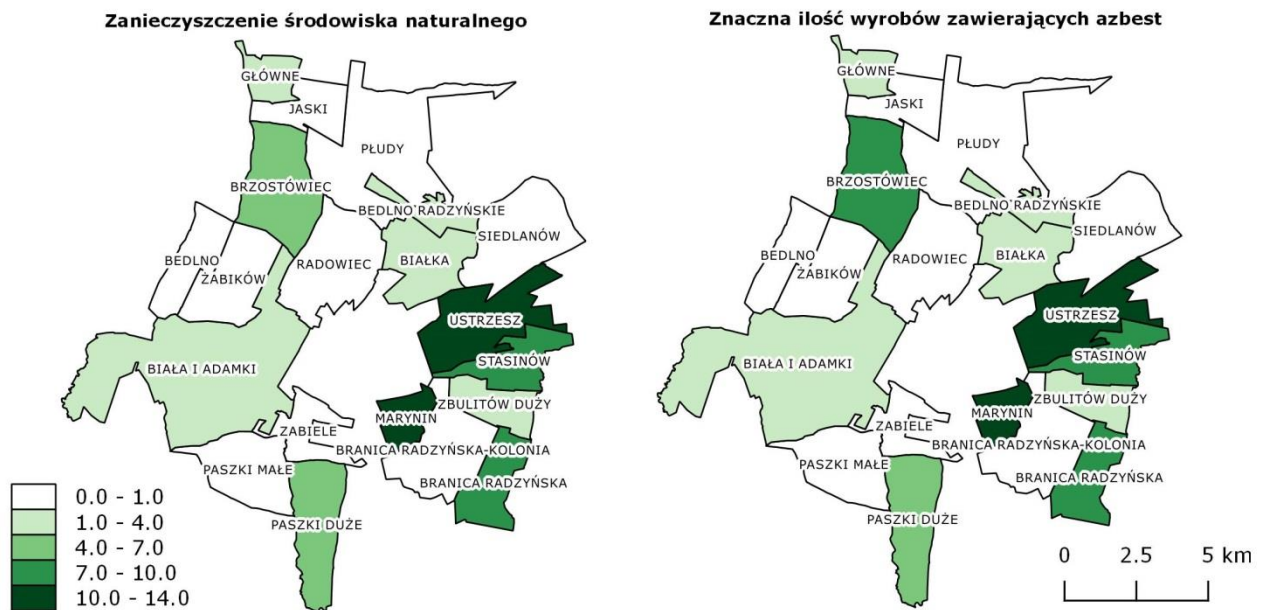 Zanieczyszczenie środowiska naturalnego
GŁÓWNE
JASKI
PŁUDY
BRZOSTÓWIEC
BEDLNO RADZYŃSKIE
SIEDLANÓW
BEDLNO
ŻABIKÓW
RADOWIEC
BIAŁKA
USTRZESZ
STASINÓW
BIAŁA I ADAMKI
ZBULITÓW DUŻY
MARYNIN
ZABIELE
BRANICA RADZYŃSKA-KOLONIA
PASZKI MAŁE
BRANICA RADZYŃSKA
PASZKI DUŻE
0.0 - 1.0
1.0 - 4.0
4.0 - 7.0
7.0 - 10.0
10.0 - 14.0
Znaczna ilość wyrobów zawierających azbest
GŁÓWNE
JASKI
PŁUDY
BRZOSTÓWIEC
BEDLNO RADZYŃSKIE
SIEDLANÓW
BEDLNO
ŻABIKÓW
RADOWIEC
BIAŁKA
USTRZESZ
STASINÓW
BIAŁA I ADAMKI
ZBULITÓW DUŻY
MARYNIN
ZABIELE
BRANICA RADZYŃSKA-KOLONIA
PASZKI MAŁE
BRANICA RADZYŃSKA
PASZKI DUŻE
0 2.5 5 km